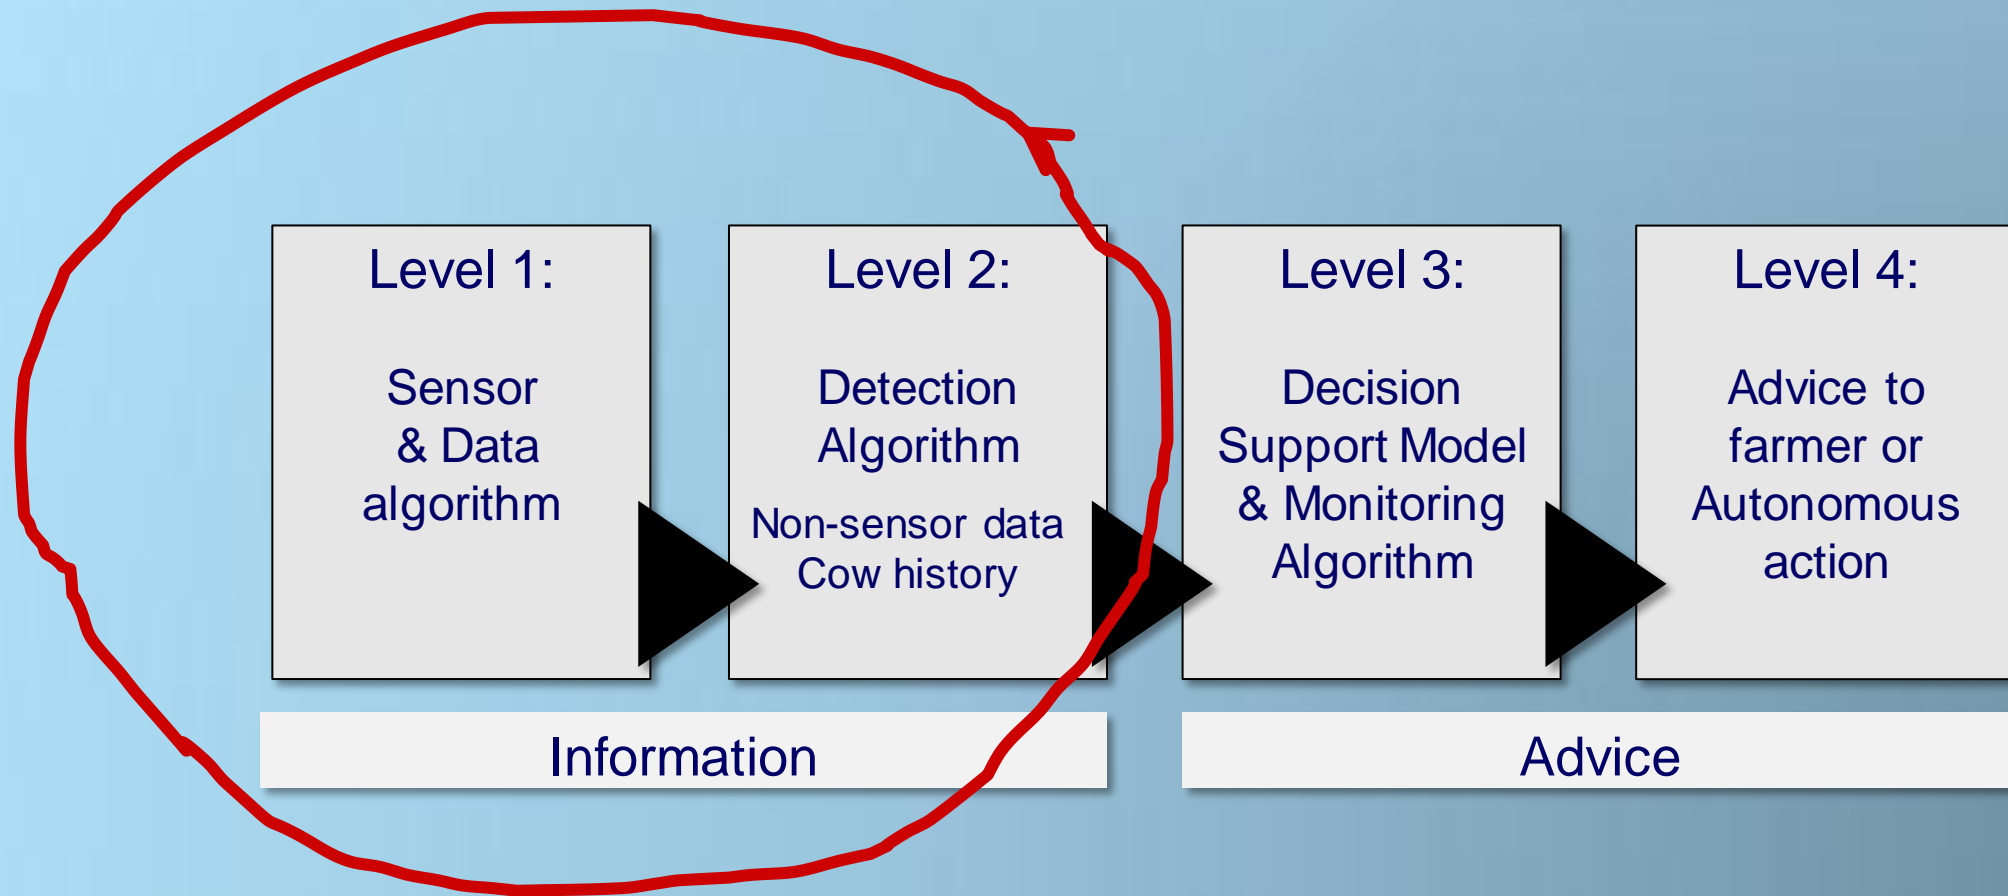 Level 1:
Sensor
& Data
algorithm
Level 2:
Detection
Algorithm
Non-sensor data
Cow history
Level 3:
Decision
Support Model
& Monitoring
Algorithm
Level 4:
Advice to
farmer or
Autonomous
action
Information
Advice